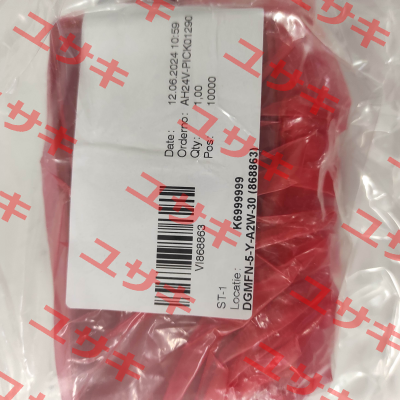 Date: 12.06.2024 10:59
Orderno: AH24V-PICK01290
Qty: 1,00
Pos: 10000
VI868863
ST-1
Locatie: K6999999
DGMFN-5-Y-A2W-30 (868863)
ユサキ
ユサキ
ユサキ
ユサキ
ユサキ
ユサキ
ユサキ